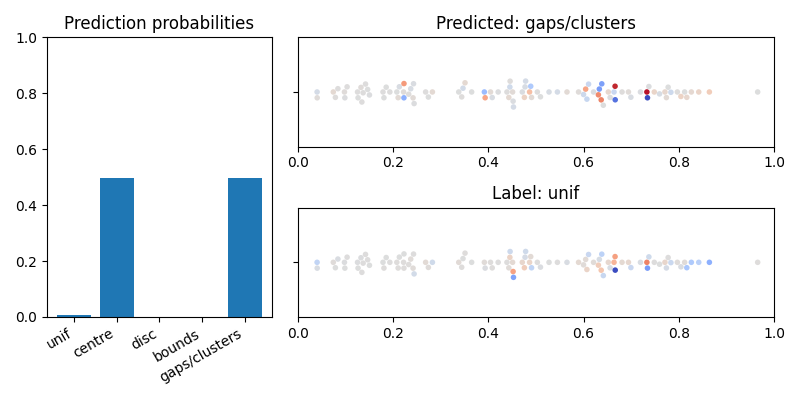 Prediction probabilities
1.0
0.8
0.6
0.4
0.2
0.0
unif
centre
disc
bounds
gaps/clusters
Predicted: gaps/clusters
0.0 0.2 0.4 0.6 0.8 1.0
Label: unif
0.0 0.2 0.4 0.6 0.8 1.0